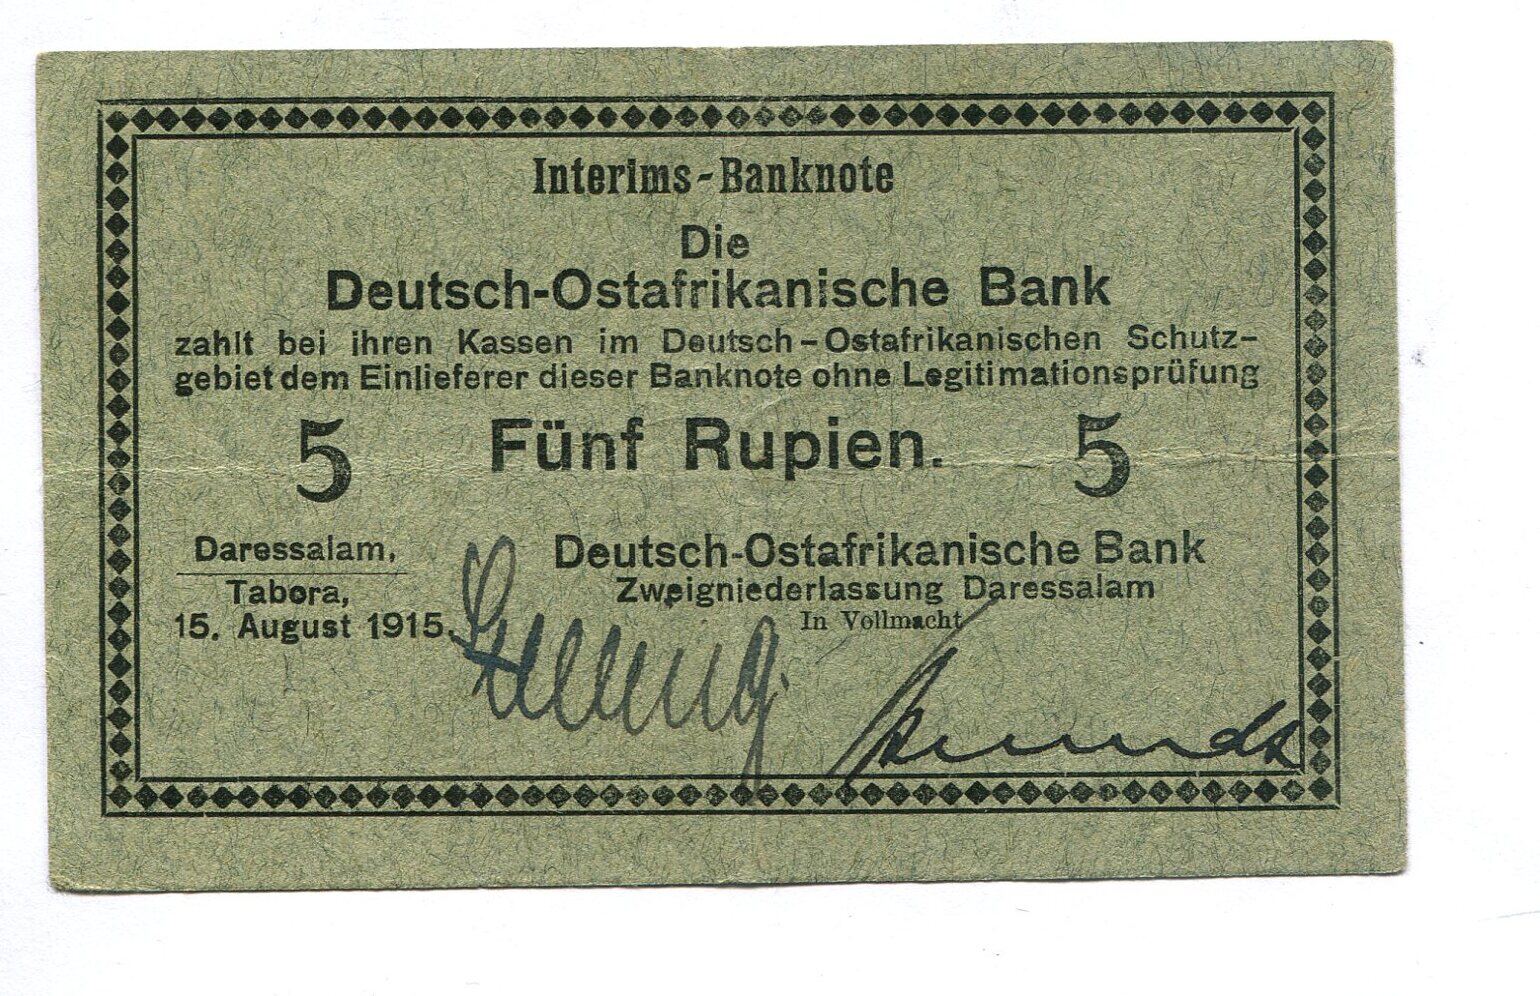 Interims-Banknote
Die
Deutsch-Ostafrikanische Bank
zahlt bei ihren Kassen im Deutsch-Ostafrikanischen Schutz-
gebiet dem Einlieferer dieser Banknote ohne Legitimationsprüfung
5 Fünf Rupien. 5
Daressalam,
Tabora,
15. August 1915.
Deutsch-Ostafrikanische Bank
Zweigniederlassung Daressalam
In Vollmacht